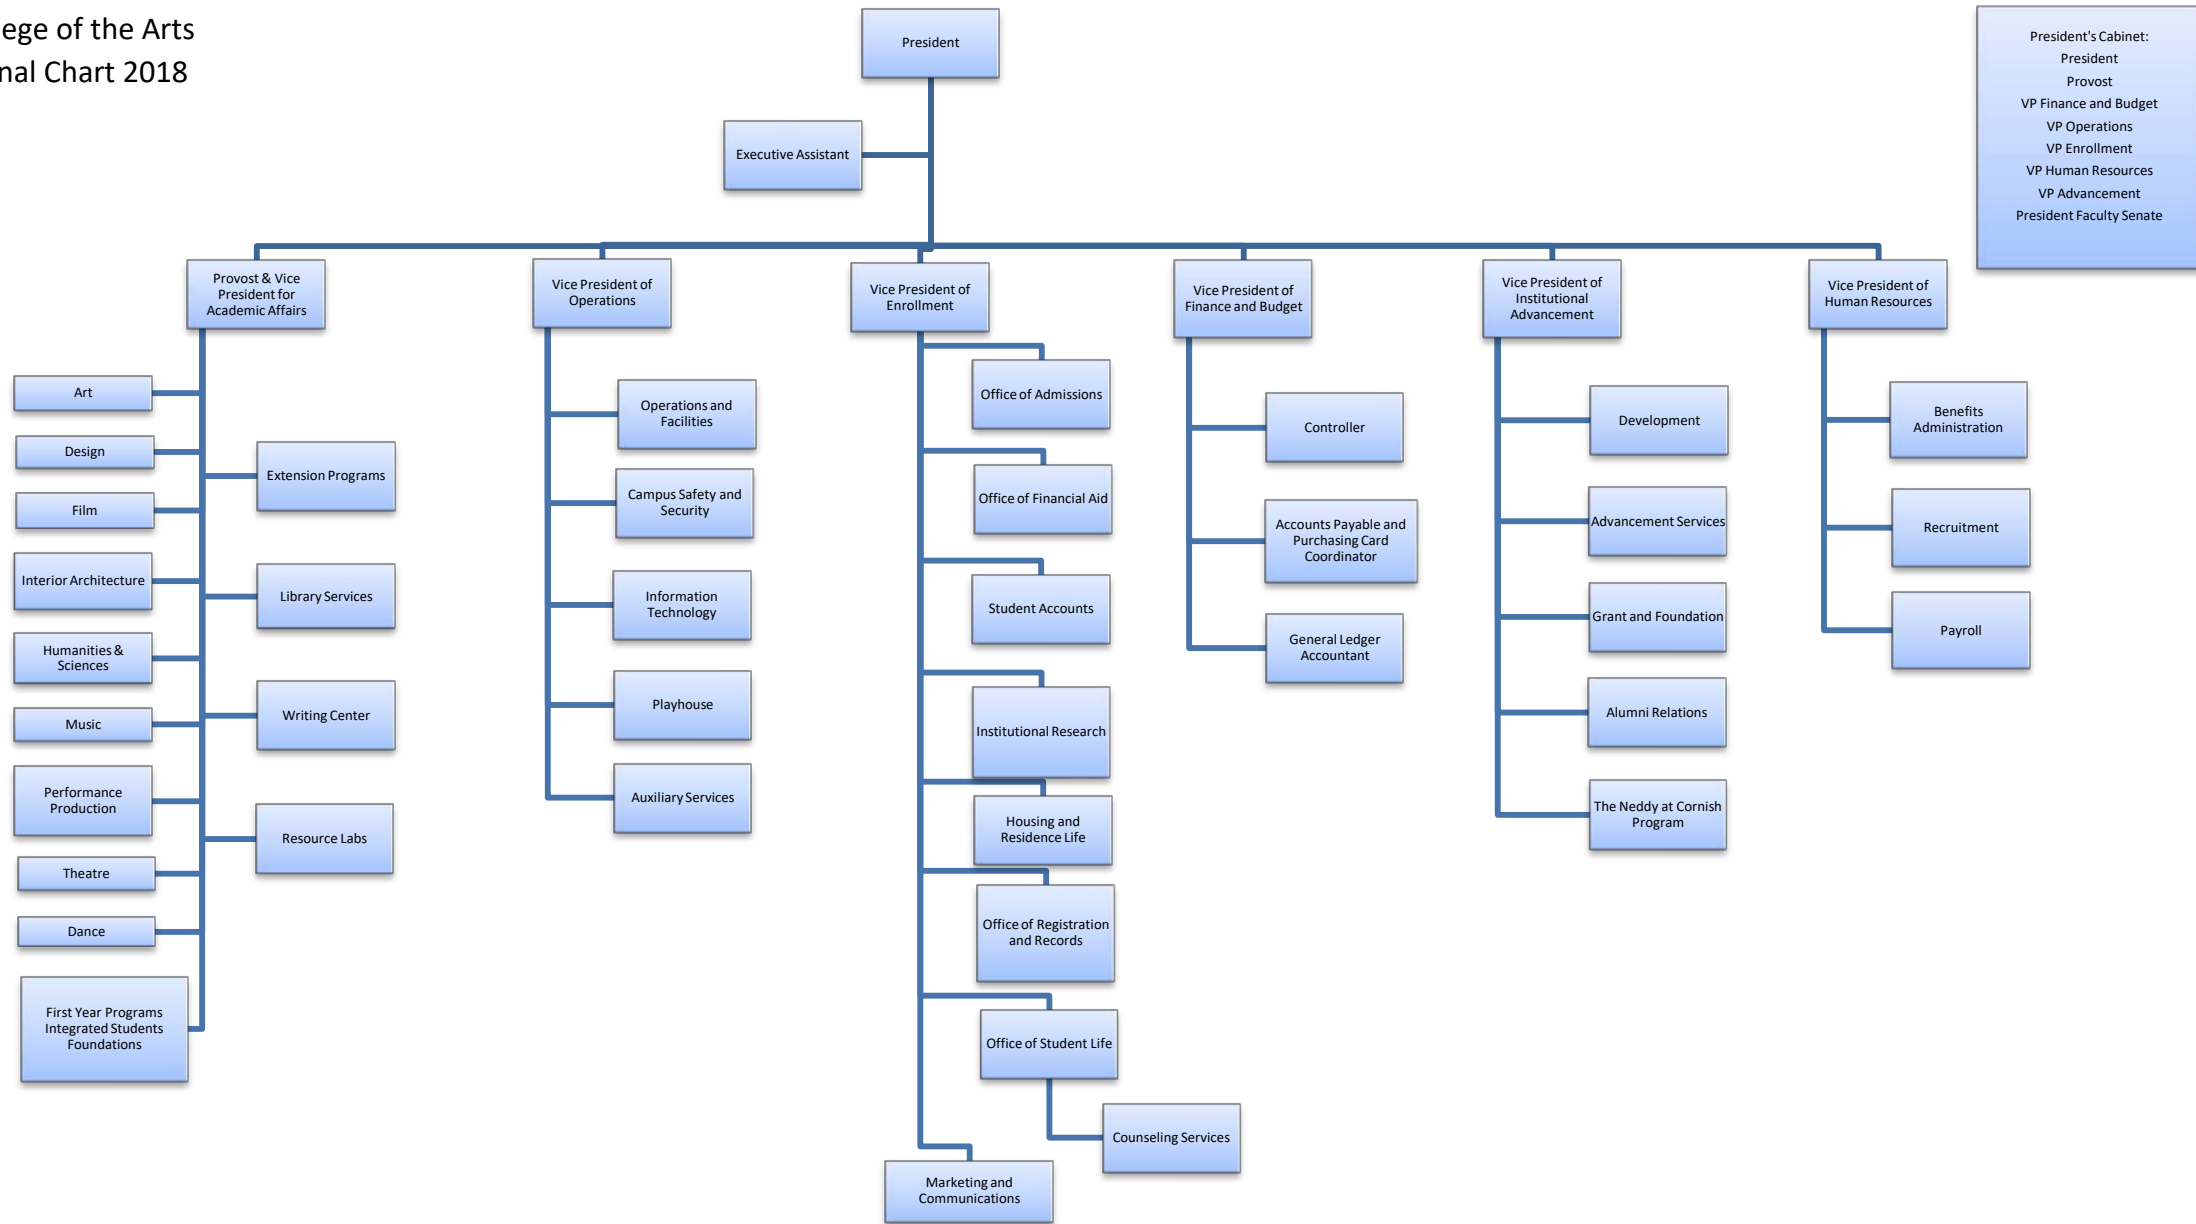 lege of the Arts
nal Chart 2018
President
President's Cabinet:
President
Provost
VP Finance and Budget
VP Operations
VP Enrollment
VP Human Resources
VP Advancement
President Faculty Senate
Executive Assistant
Provost & Vice
President for
Academic Affairs
Vice President of
Operations
Vice President of
Enrollment
Vice President of
Finance and Budget
Vice President of
Institutional
Advancement
Vice President of
Human Resources
Art
Design
Film
Interior Architecture
Humanities &
Sciences
Music
Performance
Production
Theatre
Dance
First Year Programs
Integrated Students
Foundations
Extension Programs
Library Services
Writing Center
Resource Labs
Operations and
Facilities
Campus Safety and
Security
Information
Technology
Playhouse
Auxiliary Services
Office of Admissions
Office of Financial Aid
Student Accounts
Institutional Research
Housing and
Residence Life
Office of Registration
and Records
Office of Student Life
Counseling Services
Marketing and
Communications
Controller
Accounts Payable and
Purchasing Card
Coordinator
General Ledger
Accountant
Development
Advancement Services
Grant and Foundation
Alumni Relations
The Neddy at Cornish
Program
Benefits
Administration
Recruitment
Payroll